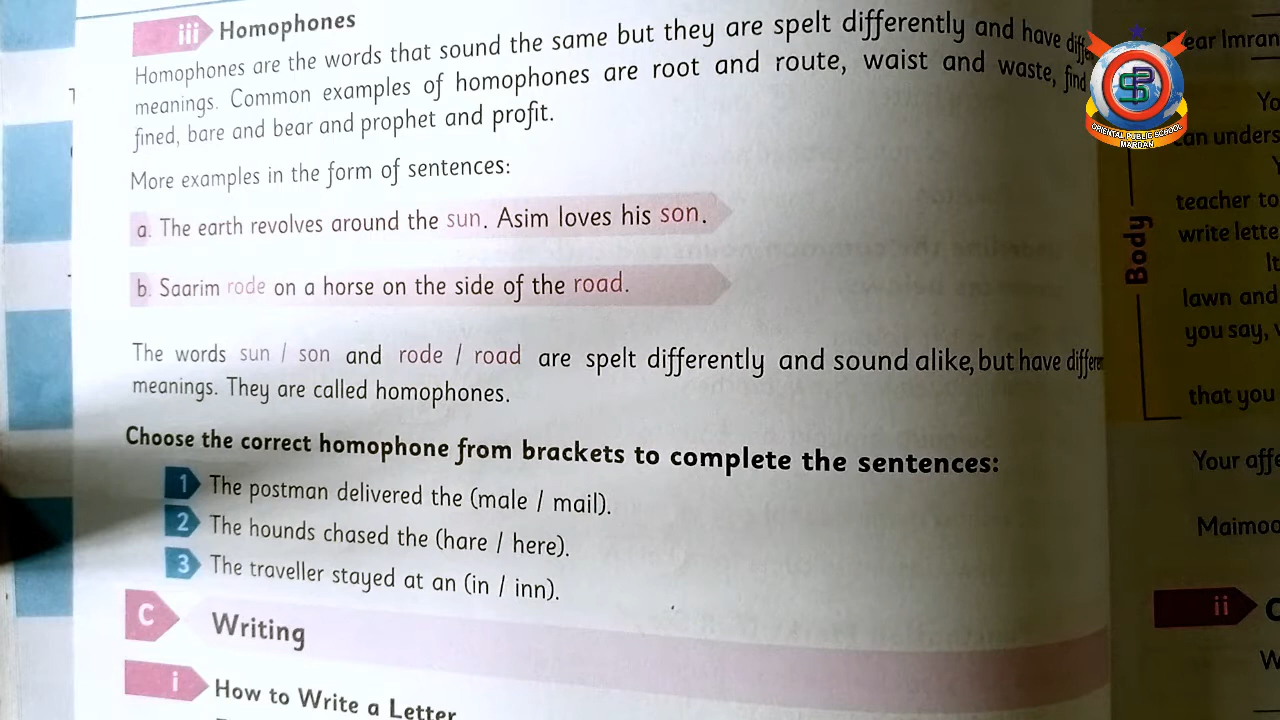 iii Homophones
Homophones are the words that sound the same but they are spelt differently and have
meanings. Common examples of homophones are root and route, waist and waste, find
fined, bare and bear and prophet and profit.
More examples in the form of sentences:
a. The earth revolves around the sun. Asim loves his son.
b. Saarim rode on a horse on the side of the road.
The words sun / son and rode / road are spelt differently and sound alike, but have
meanings. They are called homophones.
Choose the correct homophone from brackets to complete the sentences:
1 The postman delivered the (male / mail).
2 The hounds chased the (hare / here).
3 The traveller stayed at an (in / inn).
C Writing
i How to Write a Letter
ORIENTAL PUBLIC SCHOOL
MARDAN
Dear Imran
can
Body
teacher to
write
It
lawn and
you say,
that you
Your
ii